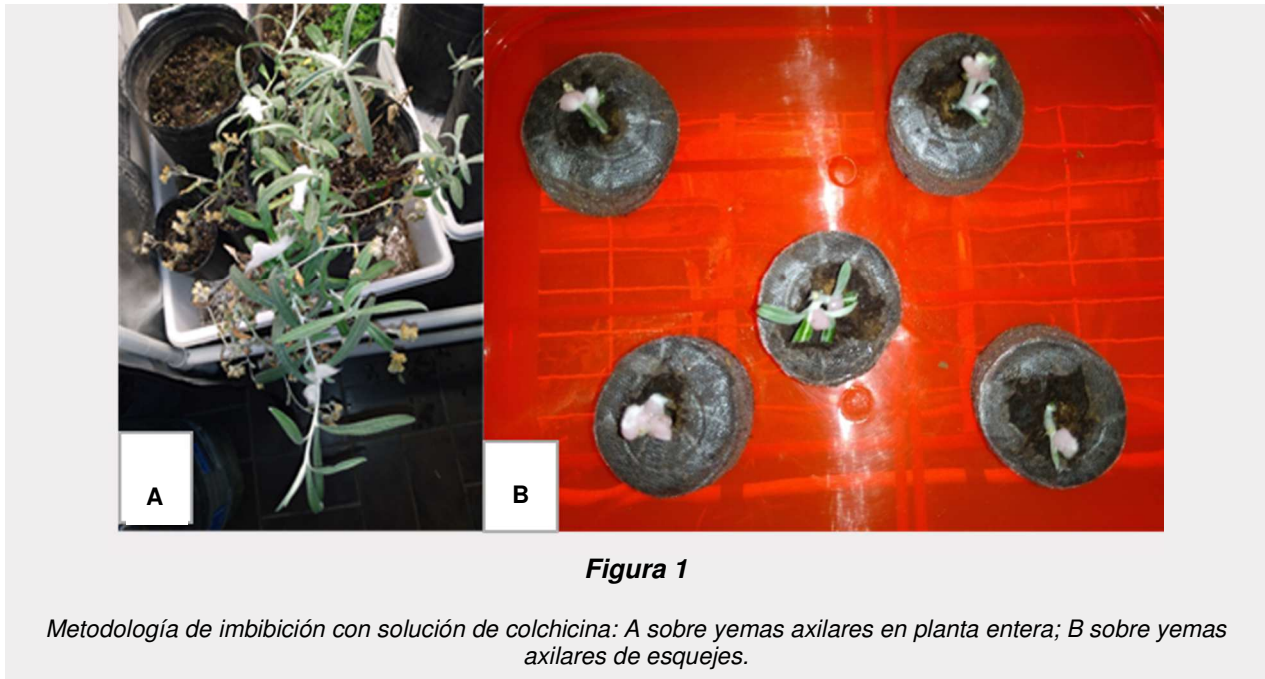 A
B
Figura 1
Metodología de imbibición con solución de colchicina: A sobre yemas axilares en planta entera; B sobre yemas
axilares de esquejes.